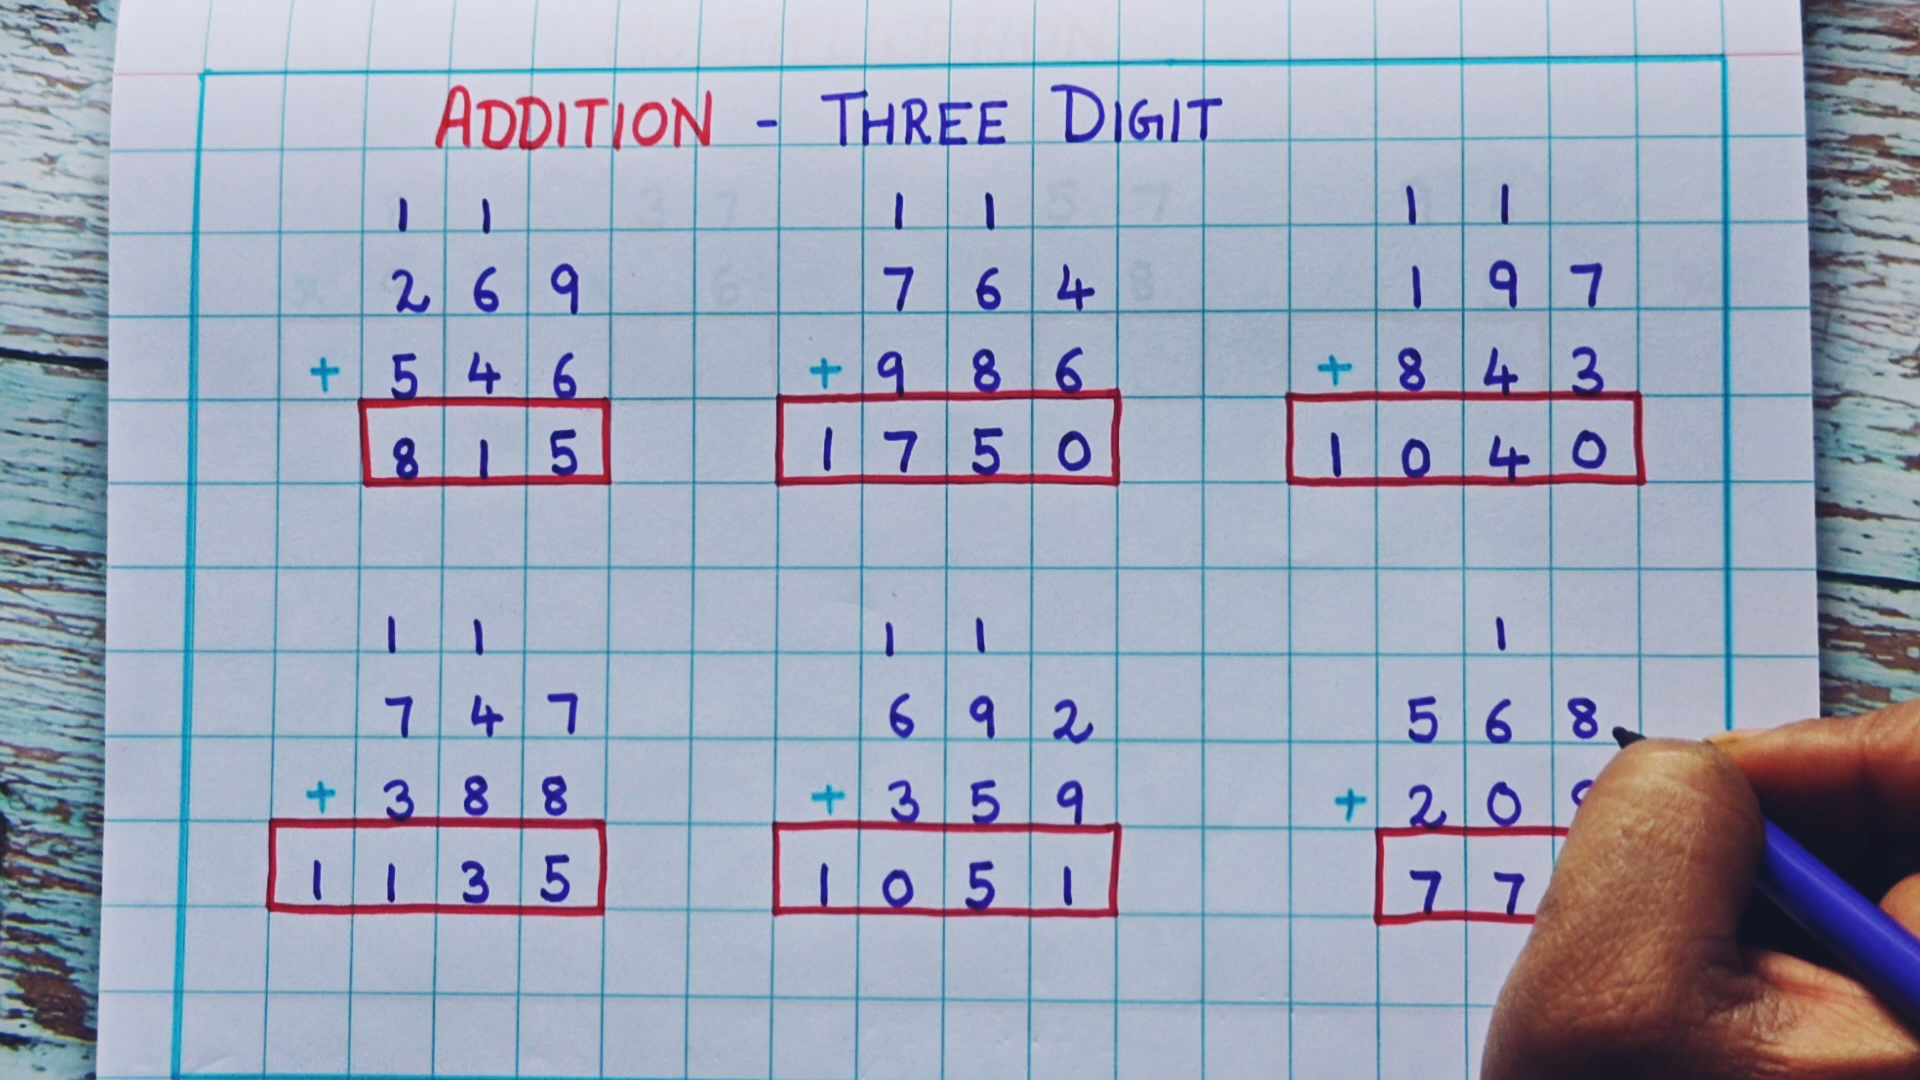 ADDITION - THREE DIGIT
1 1
2 6 9
+ 5 4 6
8 1 5
1 1
7 6 4
+ 9 8 6
1 7 5 0
1 1
1 9 7
+ 8 4 3
1 0 4 0
1 1
7 4 7
+ 3 8 8
1 1 3 5
1 1
6 9 2
+ 3 5 9
1 0 5 1
1
5 6 8
+ 2 0
7 7